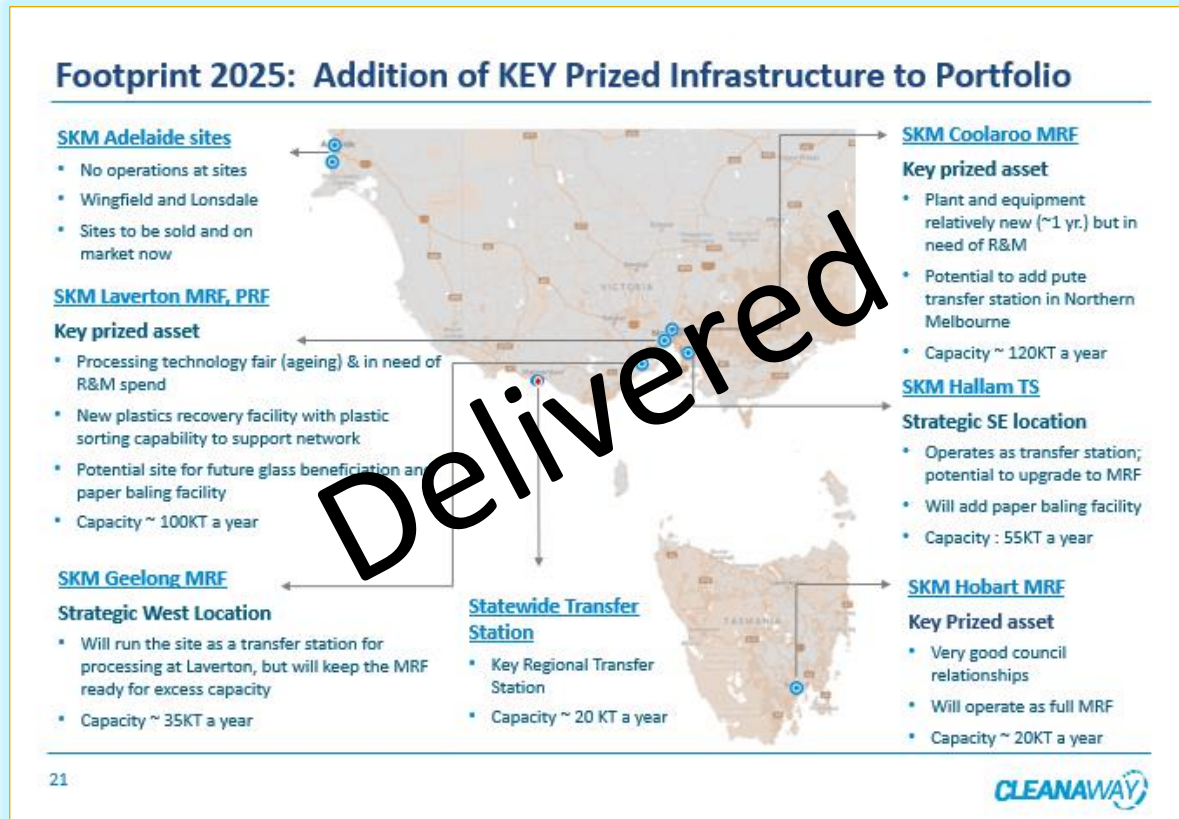 Footprint 2025: Addition of KEY Prized Infrastructure to Portfolio
SKM Adelaide sites
• No operations at sites
• Wingfield and Lonsdale
• Sites to be sold and on
market now
SKM Laverton MRF, PRF
Key prized asset
• Processing technology fair (ageing) & in need of
R&M spend
• New plastics recovery facility with plastic
sorting capability to support network
• Potential site for future glass beneficiation and
paper baling facility
• Capacity ~ 100KT a year
SKM Geelong MRF
Strategic West Location
• Will run the site as a transfer station for
processing at Laverton, but will keep the MRF
ready for excess capacity
• Capacity ~ 35KT a year
VICTORIA
Delivered
Statewide Transfer
Station
• Key Regional Transfer
Station
• Capacity ~ 20 KT a year
TASMANIA
SKM Coolaroo MRF
Key prized asset
• Plant and equipment
relatively new (~1 yr.) but in
need of R&M
• Potential to add pute
transfer station in Northern
Melbourne
• Capacity ~ 120KT a year
SKM Hallam TS
Strategic SE location
• Operates as transfer station;
potential to upgrade to MRF
• Will add paper baling facility
• Capacity : 55KT a year
SKM Hobart MRF
Key Prized asset
• Very good council
relationships
• Will operate as full MRF
• Capacity ~ 20KT a year
21
CLEANAWAY